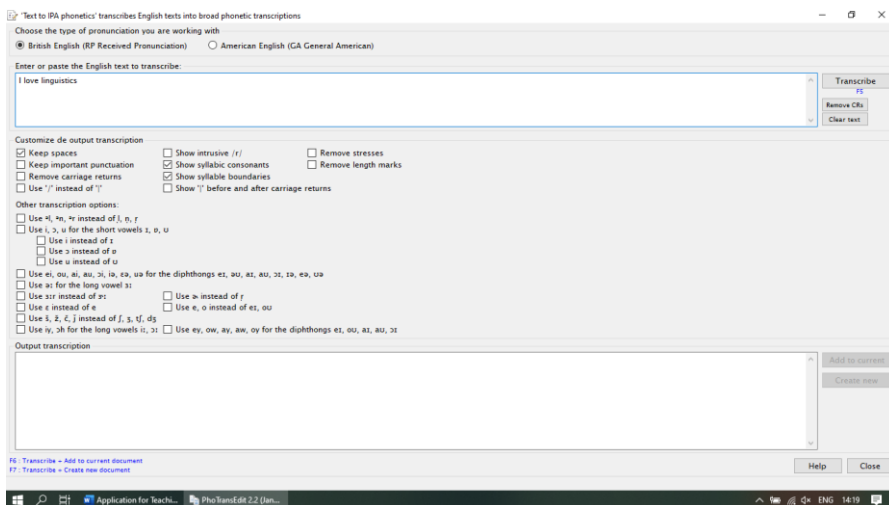 'Text to IPA phonetics' transcribes English texts into broad phonetic transcriptions
Choose the type of pronunciation you are working with
British English (RP Received Pronunciation) American English (GA General American)
Enter or paste the English text to transcribe:
I love linguistics
Transcribe
F5
Remove CRs
Clear text
Customize de output transcription
Keep spaces Show intrusive /r/ Remove stresses
Keep important punctuation Show syllabic consonants Remove length marks
Remove carriage returns Show syllable boundaries
Use '/' instead of '|' Show '|' before and after carriage returns
Other transcription options:
Use ᵊl, ᵊn, ᵊr instead of l̩, n̩, r̩
Use i, ɔ, u for the short vowels ɪ, ɒ, ʊ
Use i instead of ɪ
Use ɔ instead of ɒ
Use u instead of ʊ
Use ei, ou, ai, au, ɔi, iə, ɛə, uə for the diphthongs eɪ, əʊ, aɪ, aʊ, ɔɪ, ɪə, eə, ʊə
Use əː for the long vowel ɜː
Use ɜːr instead of ɝː Use ɚ instead of r̩
Use ɛ instead of e Use e, o instead of eɪ, oʊ
Use š, ž, č, ǰ instead of ʃ, ʒ, tʃ, dʒ
Use iy, ɔh for the long vowels iː, ɔː Use ey, ow, ay, aw, oy for the diphthongs eɪ, oʊ, aɪ, aʊ, ɔɪ
Output transcription
Add to current
Create new
F6 : Transcribe + Add to current document
F7 : Transcribe + Create new document
Help Close
Application for Teachi... PhoTransEdit 2.2 (Jan... ENG 14:19